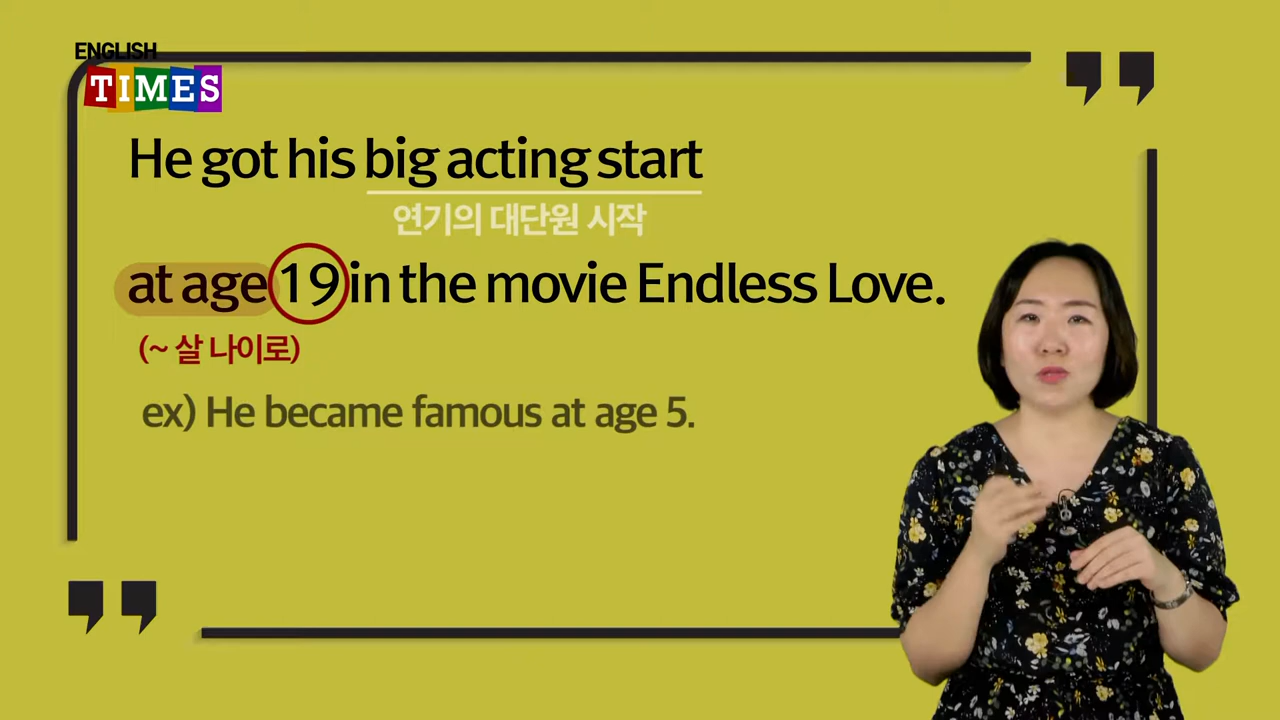 ENGLISH
TIMES
He got his big acting start
연기의 대단원 시작
at age 19 in the movie Endless Love.
(~ 살 나이로)
ex) He became famous at age 5.